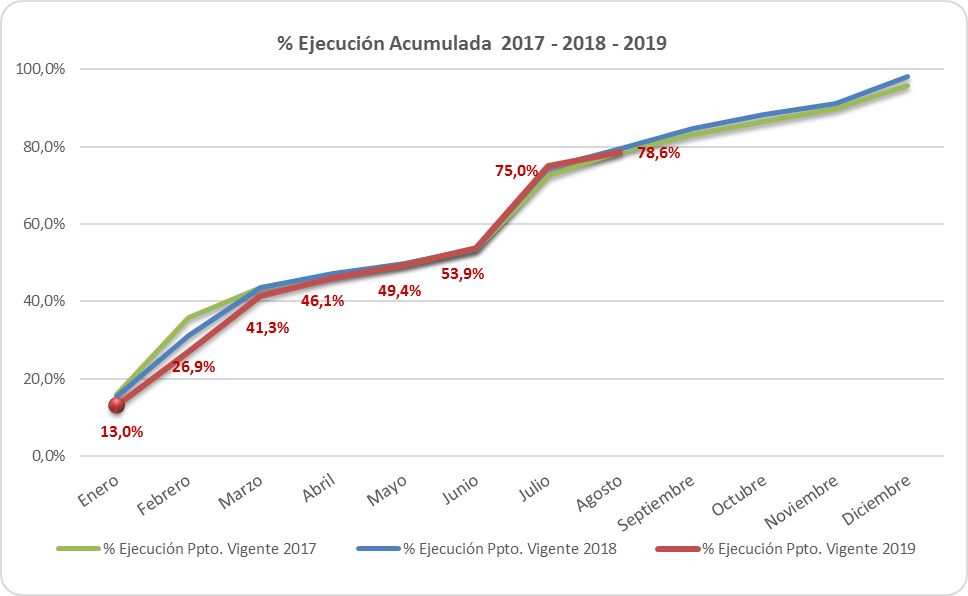 % Ejecución Acumulada 2017 - 2018 - 2019
100,0%
80,0%
60,0%
40,0%
20,0%
0,0%
13,0%
26,9%
41,3%
46,1%
49,4%
53,9%
75,0%
78,6%
Enero
Febrero
Marzo
Abril
Mayo
Junio
Julio
Agosto
Septiembre
Octubre
Noviembre
Diciembre
% Ejecución Ppto. Vigente 2017
% Ejecución Ppto. Vigente 2018
% Ejecución Ppto. Vigente 2019